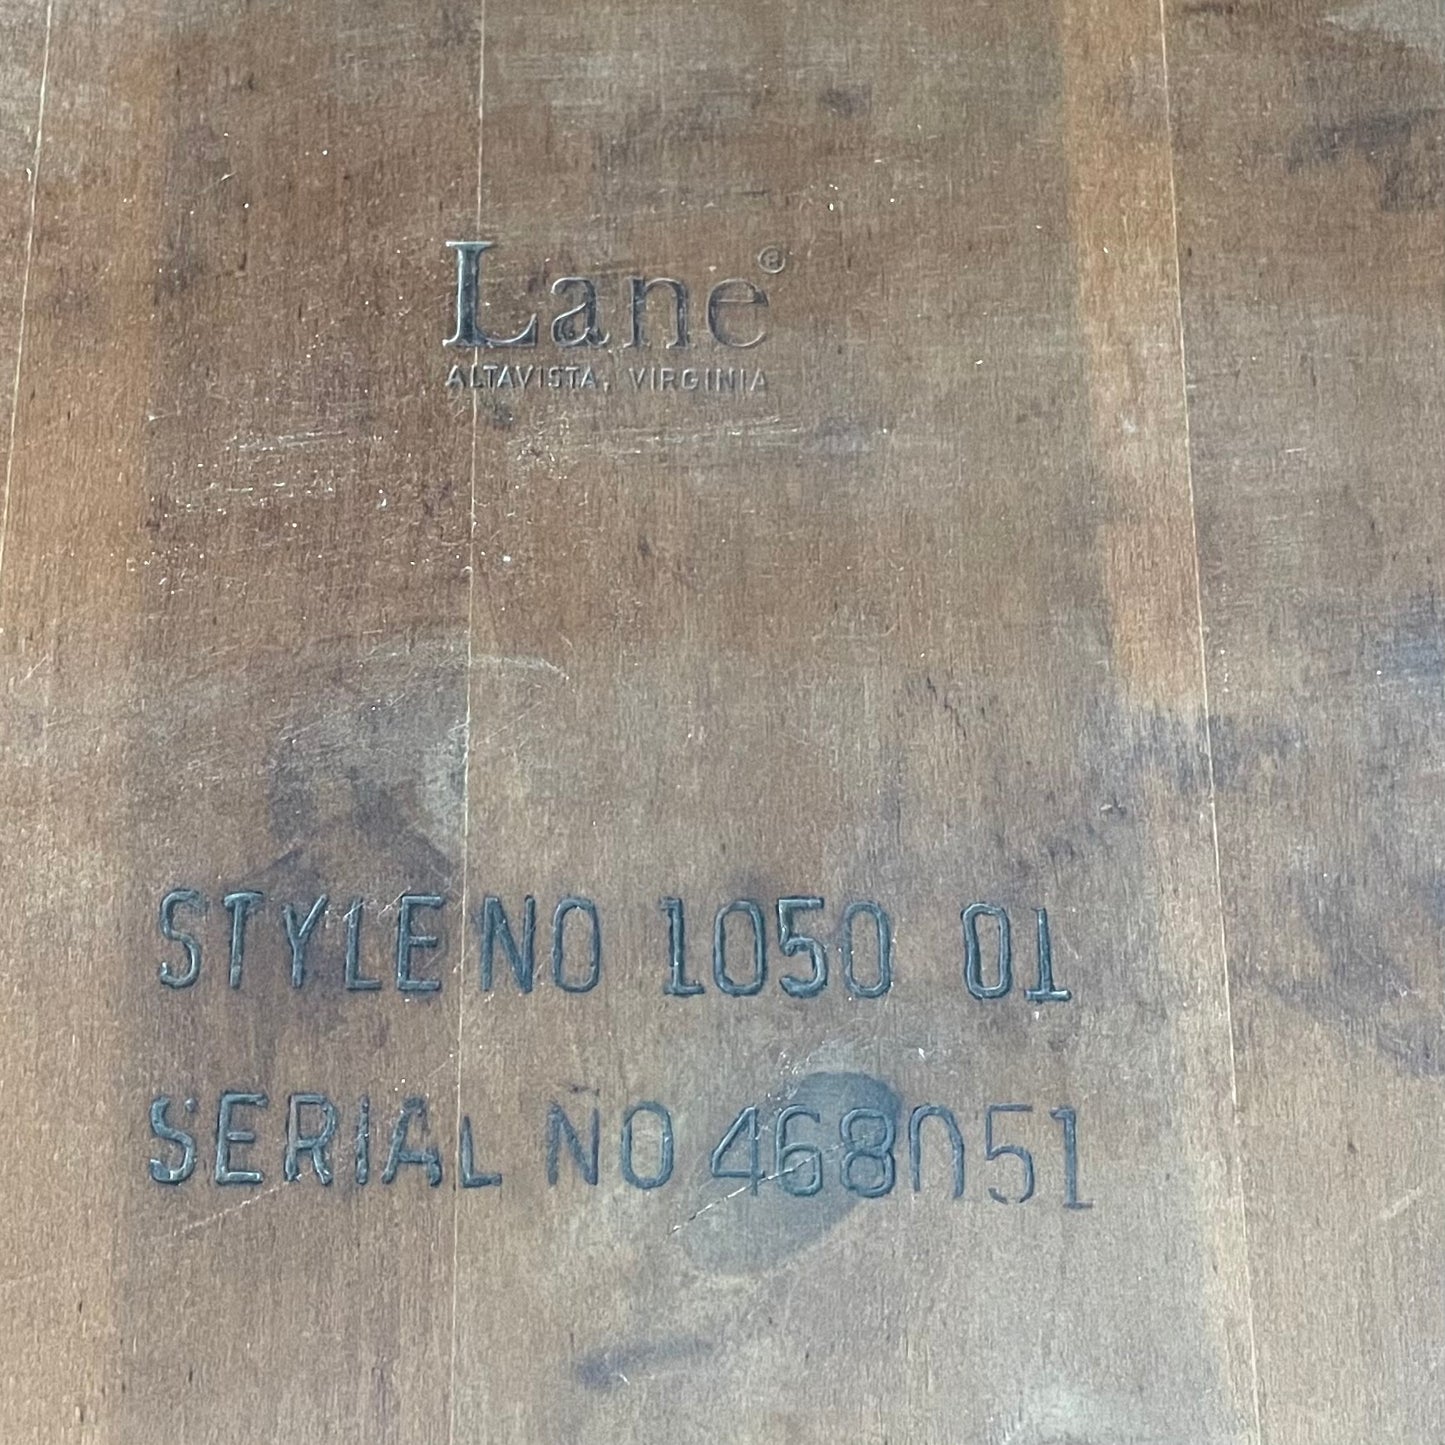 Lane®
ALTAVISTA, VIRGINIA
STYLE NO 1050 01
SERIAL NO 468051